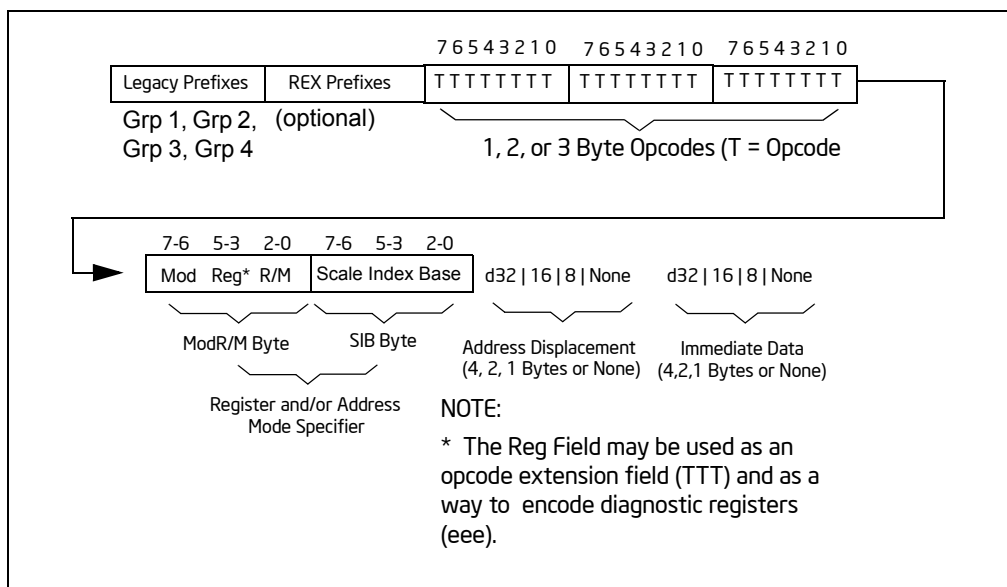 7 6 5 4 3 2 1 0 7 6 5 4 3 2 1 0 7 6 5 4 3 2 1 0
Legacy Prefixes REX Prefixes T T T T T T T T T T T T T T T T T T T T T T T T
Grp 1, Grp 2, (optional)
Grp 3, Grp 4
1, 2, or 3 Byte Opcodes (T = Opcode
7-6 5-3 2-0 7-6 5-3 2-0
Mod Reg* R/M Scale Index Base d32 | 16 | 8 | None d32 | 16 | 8 | None
ModR/M Byte SIB Byte Address Displacement Immediate Data
(4, 2, 1 Bytes or None) (4,2,1 Bytes or None)
Register and/or Address
Mode Specifier
NOTE:
* The Reg Field may be used as an
opcode extension field (TTT) and as a
way to encode diagnostic registers
(eee).